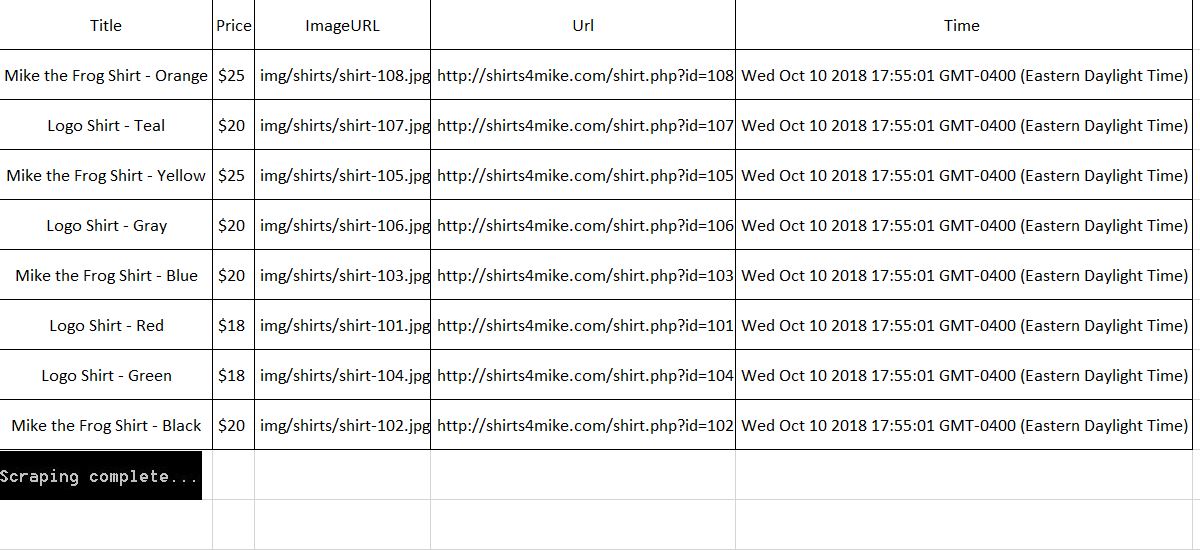 Title Price ImageURL Url Time
Mike the Frog Shirt - Orange $25 img/shirts/shirt-108.jpg http://shirts4mike.com/shirt.php?id=108 Wed Oct 10 2018 17:55:01 GMT-0400 (Eastern Daylight Time)
Logo Shirt - Teal $20 img/shirts/shirt-107.jpg http://shirts4mike.com/shirt.php?id=107 Wed Oct 10 2018 17:55:01 GMT-0400 (Eastern Daylight Time)
Mike the Frog Shirt - Yellow $25 img/shirts/shirt-105.jpg http://shirts4mike.com/shirt.php?id=105 Wed Oct 10 2018 17:55:01 GMT-0400 (Eastern Daylight Time)
Logo Shirt - Gray $20 img/shirts/shirt-106.jpg http://shirts4mike.com/shirt.php?id=106 Wed Oct 10 2018 17:55:01 GMT-0400 (Eastern Daylight Time)
Mike the Frog Shirt - Blue $20 img/shirts/shirt-103.jpg http://shirts4mike.com/shirt.php?id=103 Wed Oct 10 2018 17:55:01 GMT-0400 (Eastern Daylight Time)
Logo Shirt - Red $18 img/shirts/shirt-101.jpg http://shirts4mike.com/shirt.php?id=101 Wed Oct 10 2018 17:55:01 GMT-0400 (Eastern Daylight Time)
Logo Shirt - Green $18 img/shirts/shirt-104.jpg http://shirts4mike.com/shirt.php?id=104 Wed Oct 10 2018 17:55:01 GMT-0400 (Eastern Daylight Time)
Mike the Frog Shirt - Black $20 img/shirts/shirt-102.jpg http://shirts4mike.com/shirt.php?id=102 Wed Oct 10 2018 17:55:01 GMT-0400 (Eastern Daylight Time)
Scraping complete...